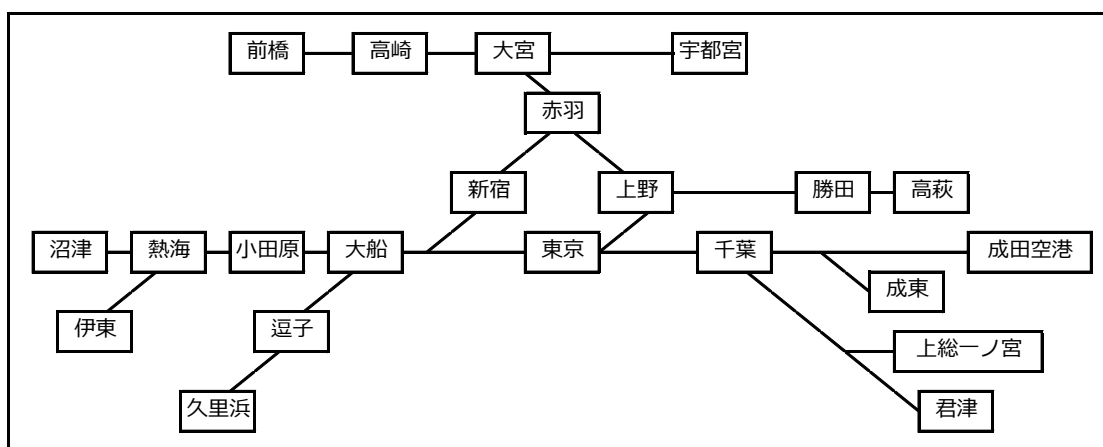 前橋
高崎
大宮
宇都宮
赤羽
新宿
上野
勝田
高萩
沼津
熱海
小田原
大船
東京
千葉
成田空港
成東
伊東
逗子
上総一ノ宮
久里浜
君津